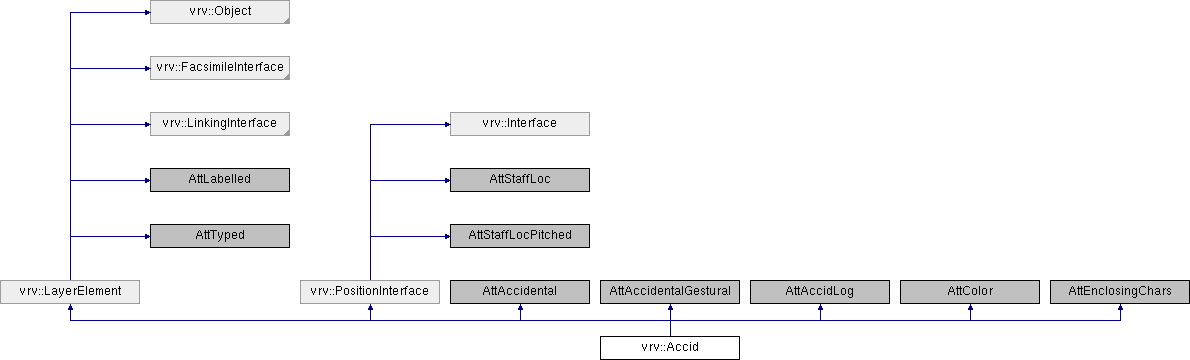 vrv::Object
vrv::FacsimileInterface
vrv::LinkingInterface
vrv::Interface
AttLabelled
AttStaffLoc
AttTyped
AttStaffLocPitched
vrv::LayerElement
vrv::PositionInterface
AttAccidental
AttAccidentalGestural
AttAccidLog
AttColor
AttEnclosingChars
vrv::Accid